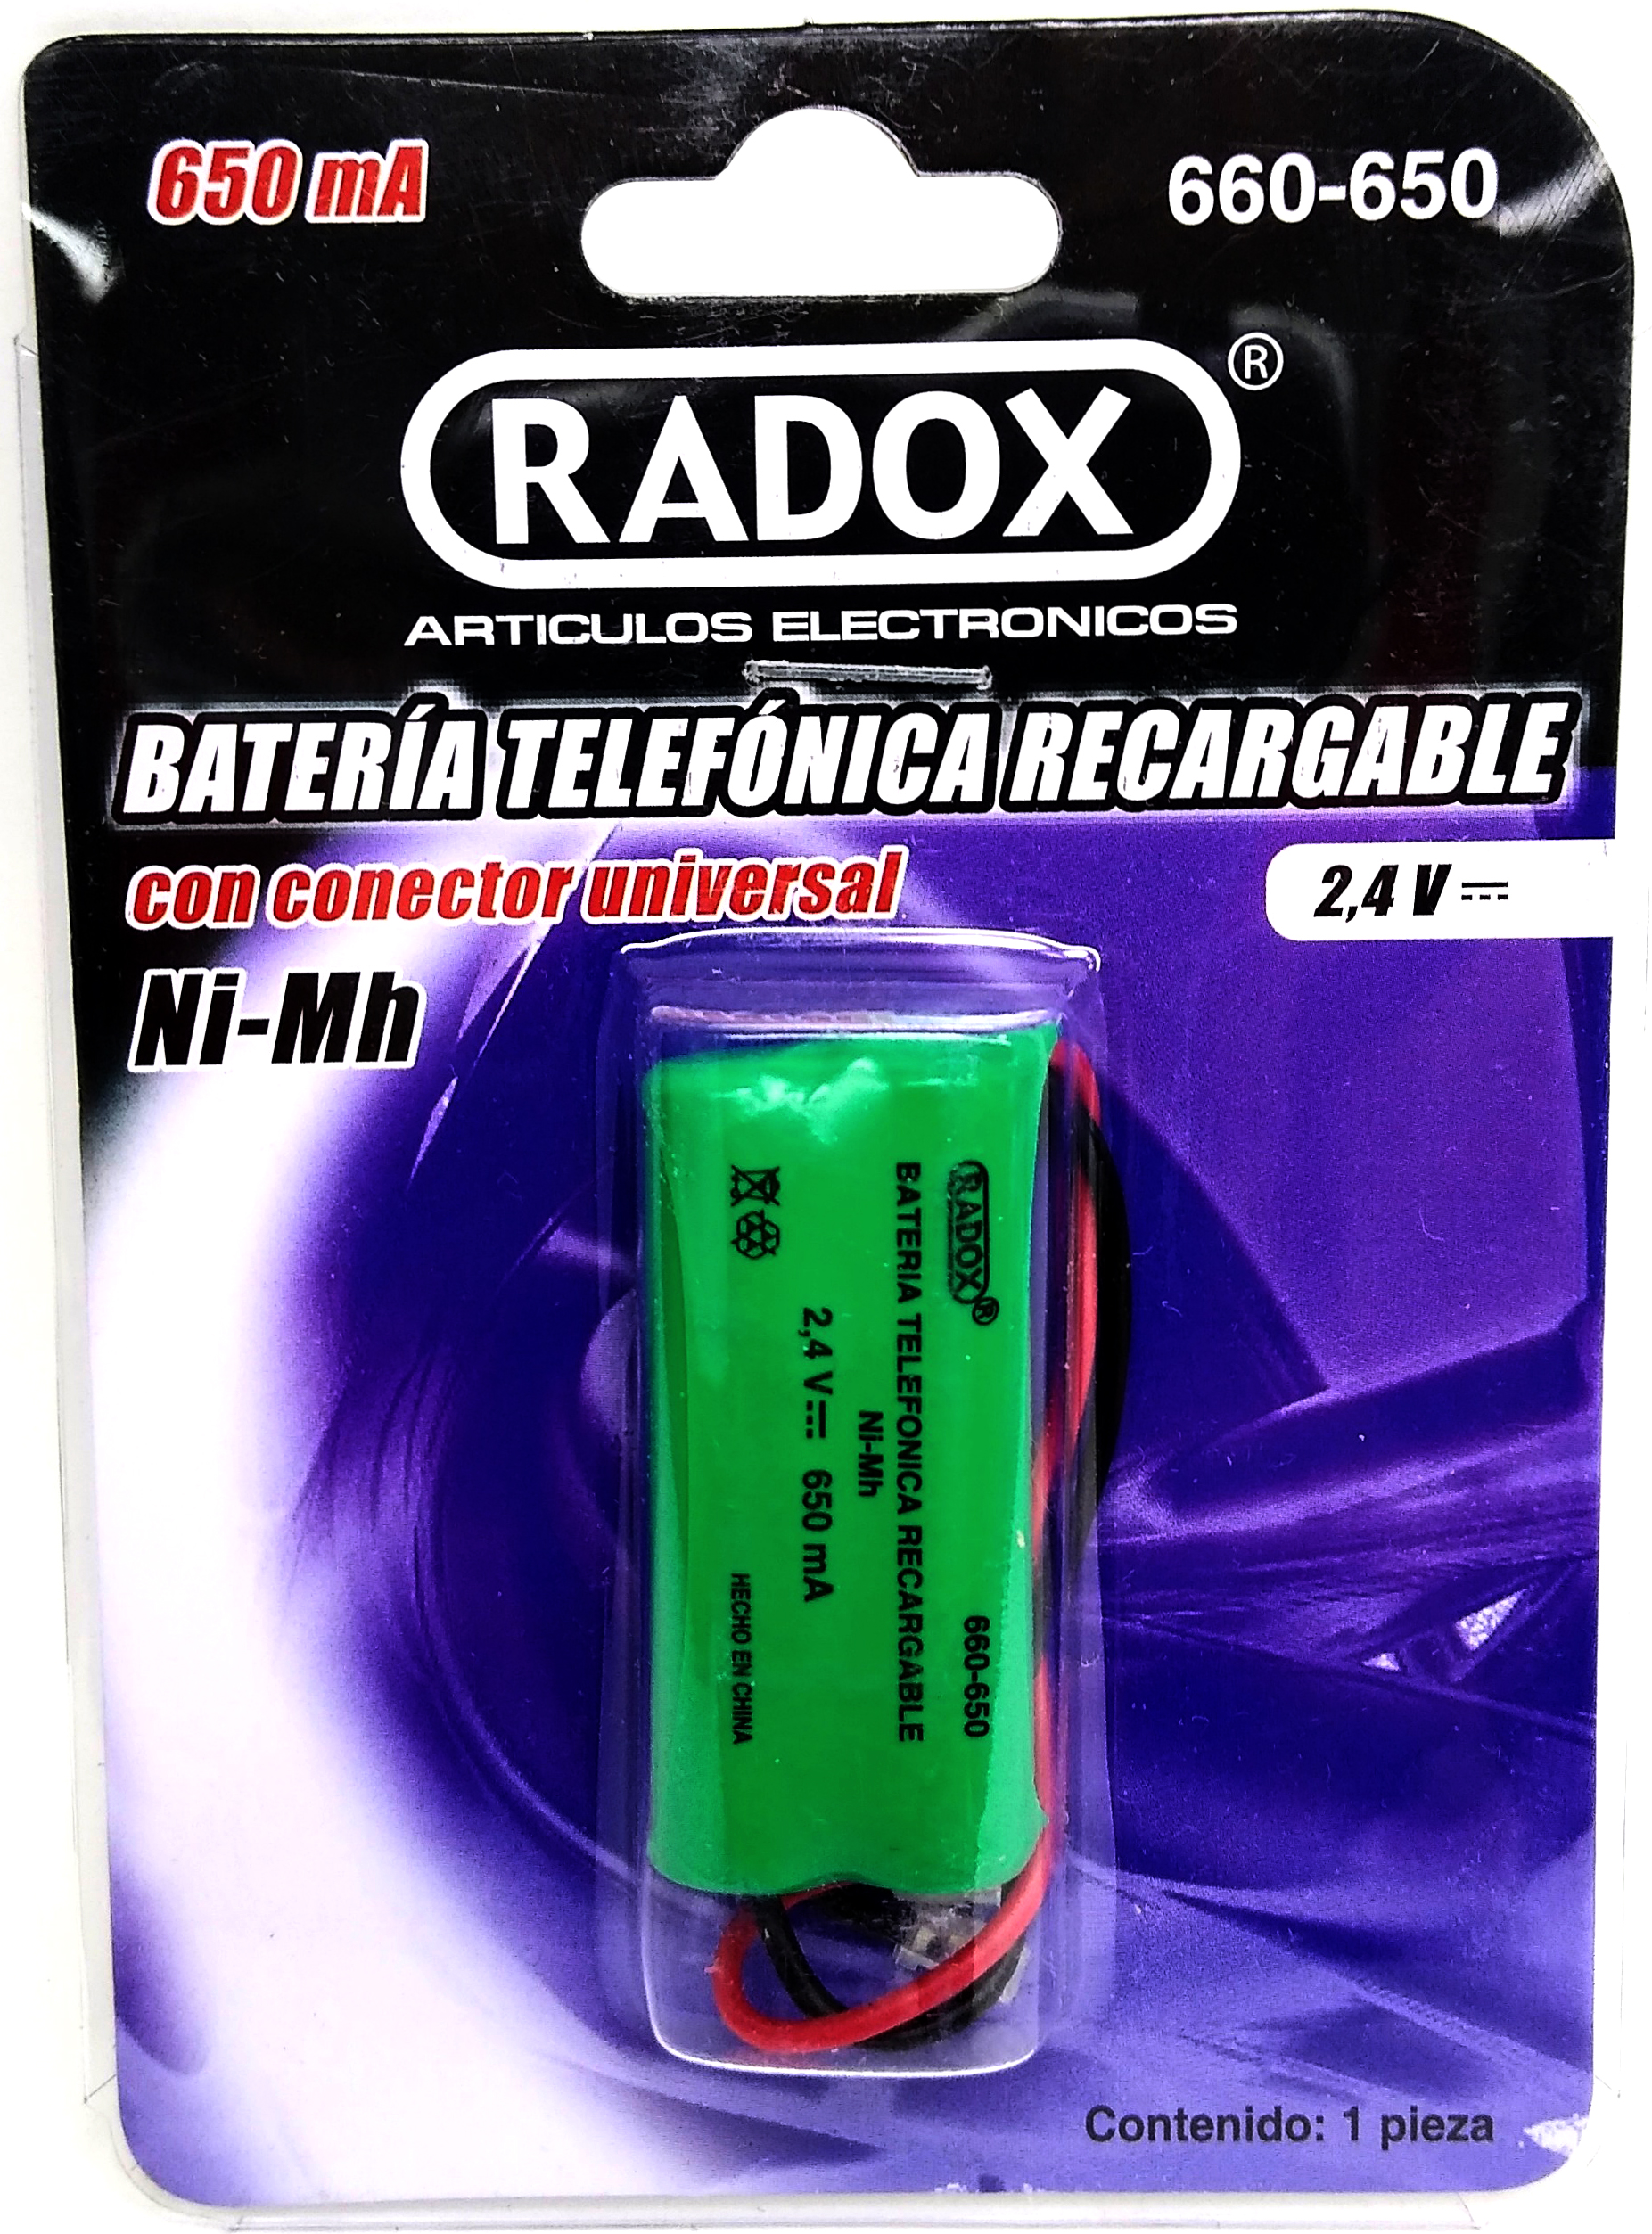 650 mA
660-650
RADOX®
ARTICULOS ELECTRONICOS
BATERÍA TELEFÓNICA RECARGABLE
con conector universal
2,4 V
Ni-Mh
RADOX®
660-650
BATERIA TELEFONICA RECARGABLE
Ni-Mh
2,4 V 650 mA
HECHO EN CHINA
Contenido: 1 pieza